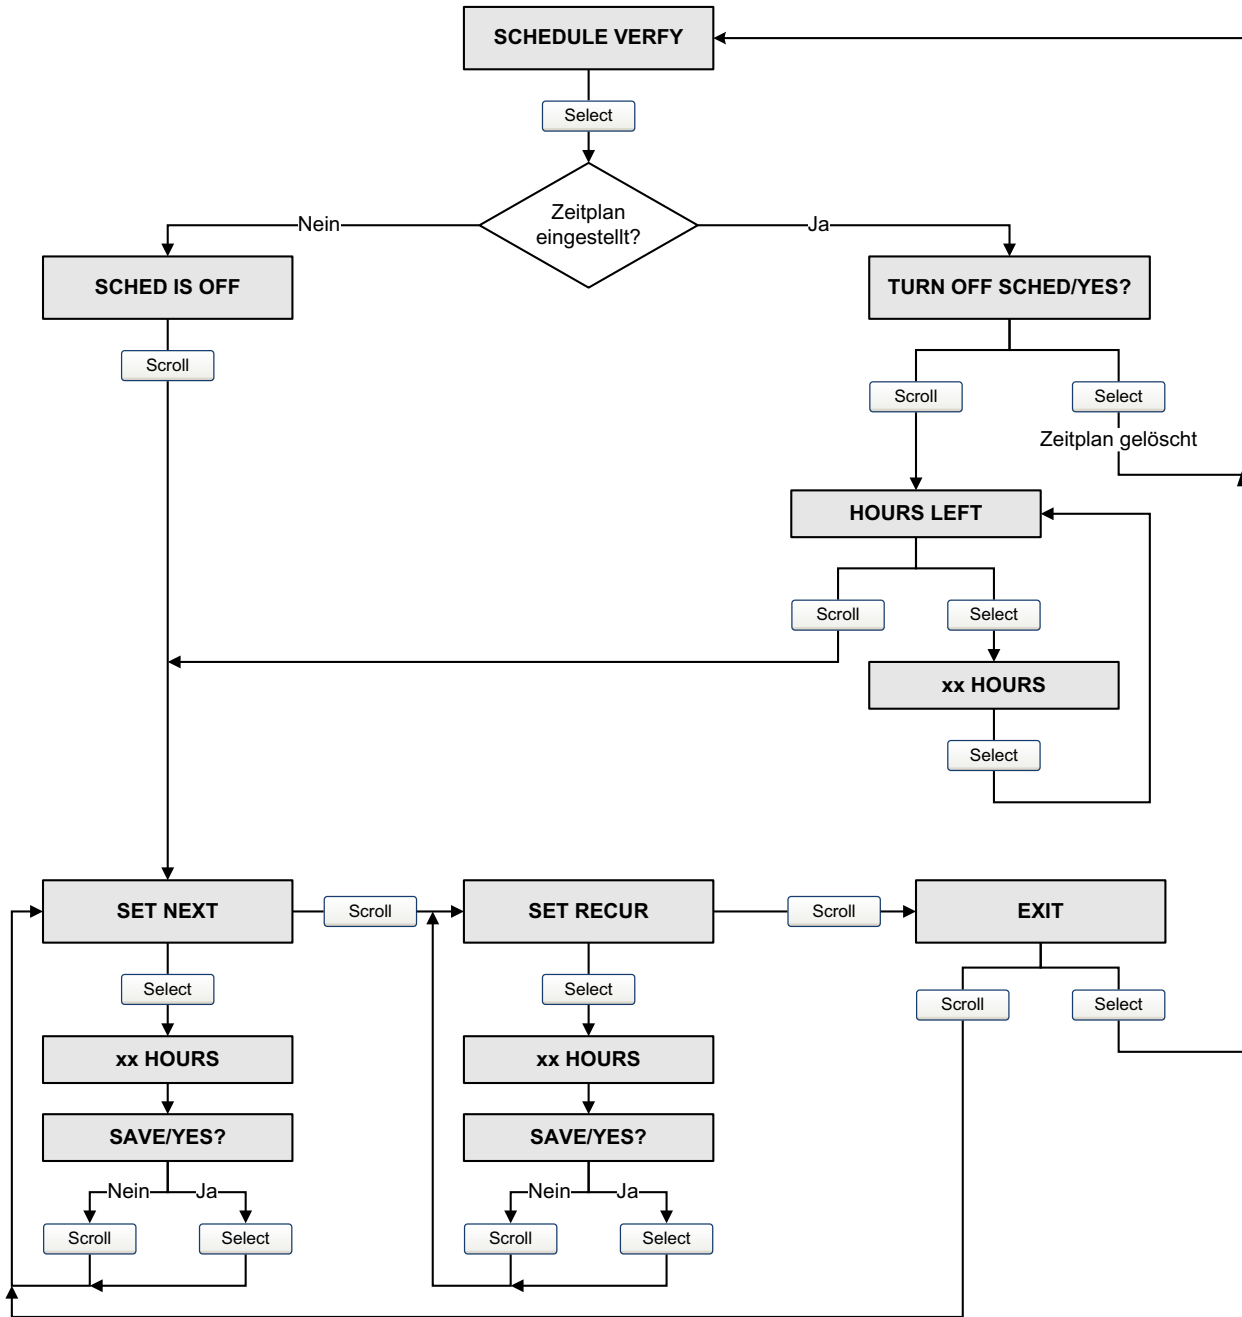 SCHEDULE VERFY
Select
Zeitplan
eingestellt?
Nein
Ja
SCHED IS OFF
TURN OFF SCHED/YES?
Scroll
Scroll
Select
Zeitplan gelöscht
HOURS LEFT
Scroll
Select
xx HOURS
Select
SET NEXT
Scroll
SET RECUR
Scroll
EXIT
Select
Select
Scroll
Select
xx HOURS
xx HOURS
SAVE/YES?
SAVE/YES?
Nein
Ja
Nein
Ja
Scroll
Select
Scroll
Select